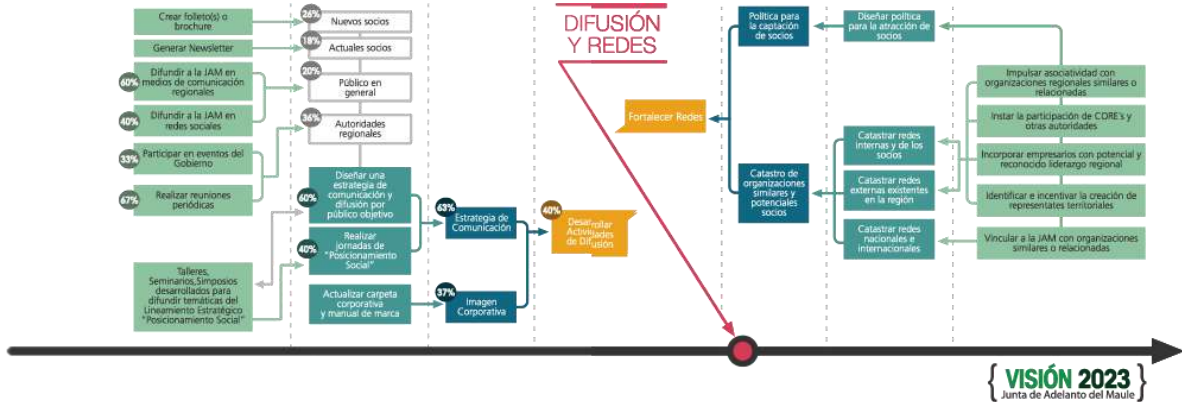 Crear folleto(s) o
brochure
Generar Newsletter
60%
Difundir a la JAM en
medios de comunicación
regionales
40%
Difundir a la JAM en
redes sociales
33%
Participar en eventos del
Gobierno
67%
Realizar reuniones
periódicas
Talleres,
Seminarios,Simposios
desarrollados para
difundir temáticas del
Lineamiento Estratégico
"Posicionamiento Social"
26%
Nuevos socios
18%
Actuales socios
20%
Público en
general
36%
Autoridades
regionales
60%
Diseñar una
estrategia de
comunicación y
difusión por
público objetivo
40%
Realizar
jornadas de
"Posicionamiento
Social"
Actualizar carpeta
corporativa
y manual de marca
63%
Estrategia de
Comunicación
37%
Imagen
Corporativa
40%
Desarrollar
Actividades
de Difusión
DIFUSIÓN
Y REDES
Fortalecer Redes
Política para
la captación
de socios
Catastro de
organizaciones
similares y
potenciales
socios
Diseñar política
para la atracción de
socios
Catastrar redes
internas y de los
socios
Catastrar redes
externas existentes
en la región
Catastrar redes
nacionales e
internacionales
Impulsar asociatividad con
organizaciones regionales similares o
relacionadas
Instar la participación de CORE's y
otras autoridades
Incorporar empresarios con potencial y
reconocido liderazgo regional
Identificar e incentivar la creación de
representates territoriales
Vincular a la JAM con organizaciones
similares o relacionadas
{ VISIÓN 2023 }
Junta de Adelanto del Maule